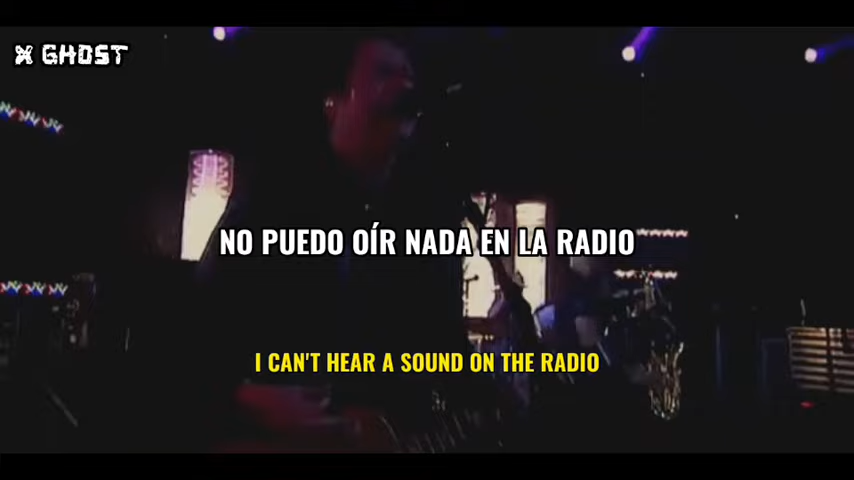 X GHOST
NO PUEDO OÍR NADA EN LA RADIO
I CAN'T HEAR A SOUND ON THE RADIO